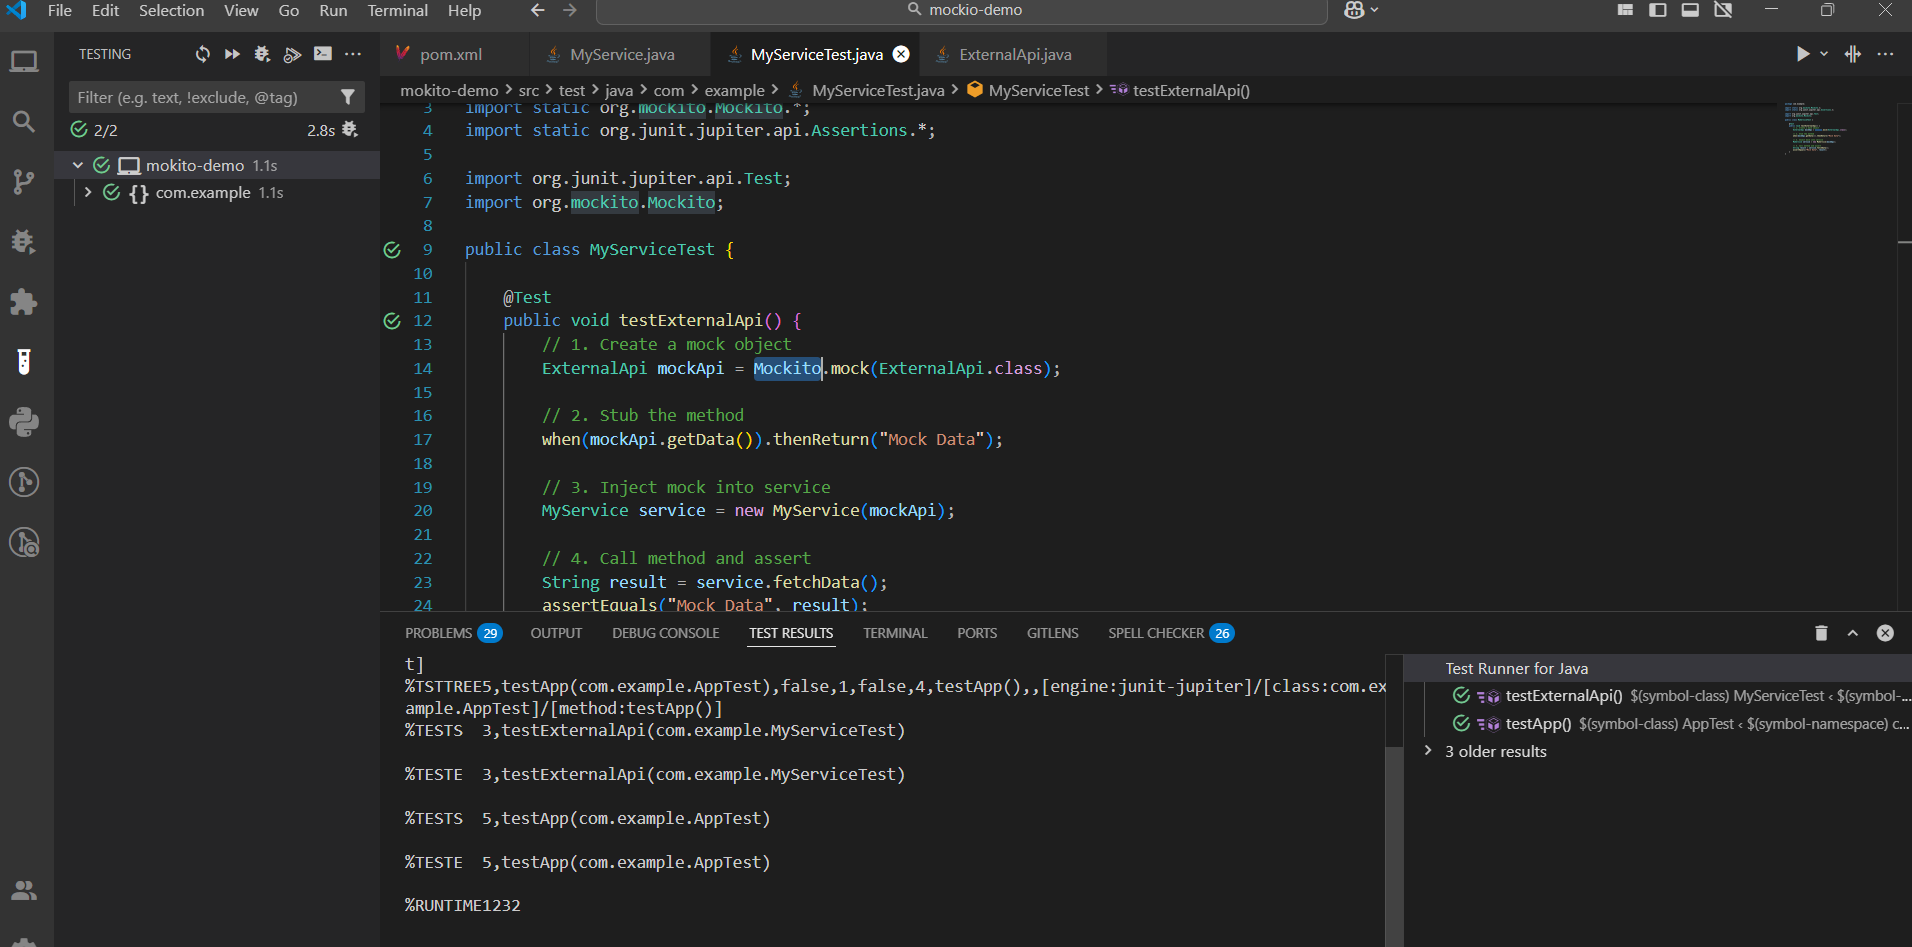 File Edit Selection View Go Run Terminal Help
mockio-demo
TESTING
pom.xml
MyService.java
MyServiceTest.java
ExternalApi.java
Filter (e.g. text, !exclude, @tag)
2/2
2.8s
mokito-demo 1.1s
{} com.example 1.1s
mokito-demo > src > test > java > com > example > MyServiceTest.java > MyServiceTest > testExternalApi()
3 import static org.mockito.Mockito.*;
4 import static org.junit.jupiter.api.Assertions.*;
5
6 import org.junit.jupiter.api.Test;
7 import org.mockito.Mockito;
8
9 public class MyServiceTest {
10
11 @Test
12 public void testExternalApi() {
13 // 1. Create a mock object
14 ExternalApi mockApi = Mockito.mock(ExternalApi.class);
15
16 // 2. Stub the method
17 when(mockApi.getData()).thenReturn("Mock Data");
18
19 // 3. Inject mock into service
20 MyService service = new MyService(mockApi);
21
22 // 4. Call method and assert
23 String result = service.fetchData();
24 assertEquals("Mock Data", result);
PROBLEMS 29 OUTPUT DEBUG CONSOLE TEST RESULTS TERMINAL PORTS GITLENS SPELL CHECKER 26
t]
%TSTTREE5,testApp(com.example.AppTest),false,1,false,4,testApp(),,[engine:junit-jupiter]/[class:com.ex
ample.AppTest]/[method:testApp()]
%TESTS  3,testExternalApi(com.example.MyServiceTest)
%TESTE  3,testExternalApi(com.example.MyServiceTest)
%TESTS  5,testApp(com.example.AppTest)
%TESTE  5,testApp(com.example.AppTest)
%RUNTIME1232
Test Runner for Java
testExternalApi() $(symbol-class) MyServiceTest ‹ $(symbol-...
testApp() $(symbol-class) AppTest ‹ $(symbol-namespace) c...
3 older results